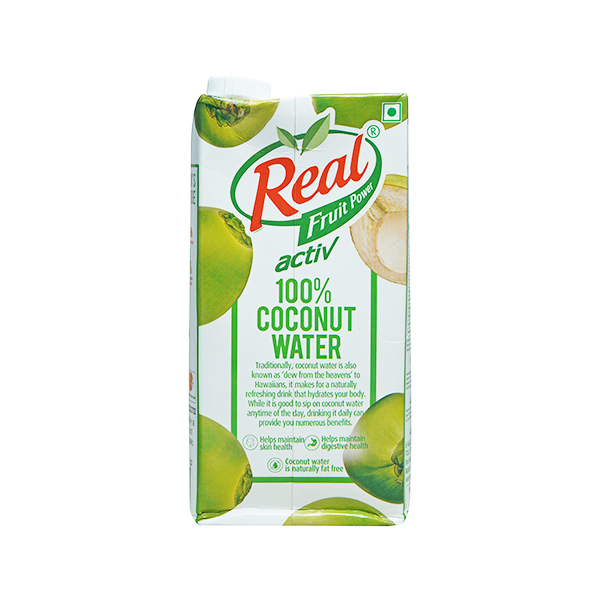 Real®
Fruit Power
activ
100%
COCONUT
WATER
Traditionally, coconut water is also
known as 'dew from the heavens' to
Hawaiians, it makes for a naturally
refreshing drink that hydrates your body.
While it is good to sip on coconut water
anytime of the day, drinking it daily can
provide you numerous benefits.
Helps maintain
skin health
Helps maintain
digestive health
Coconut water
is naturally fat free